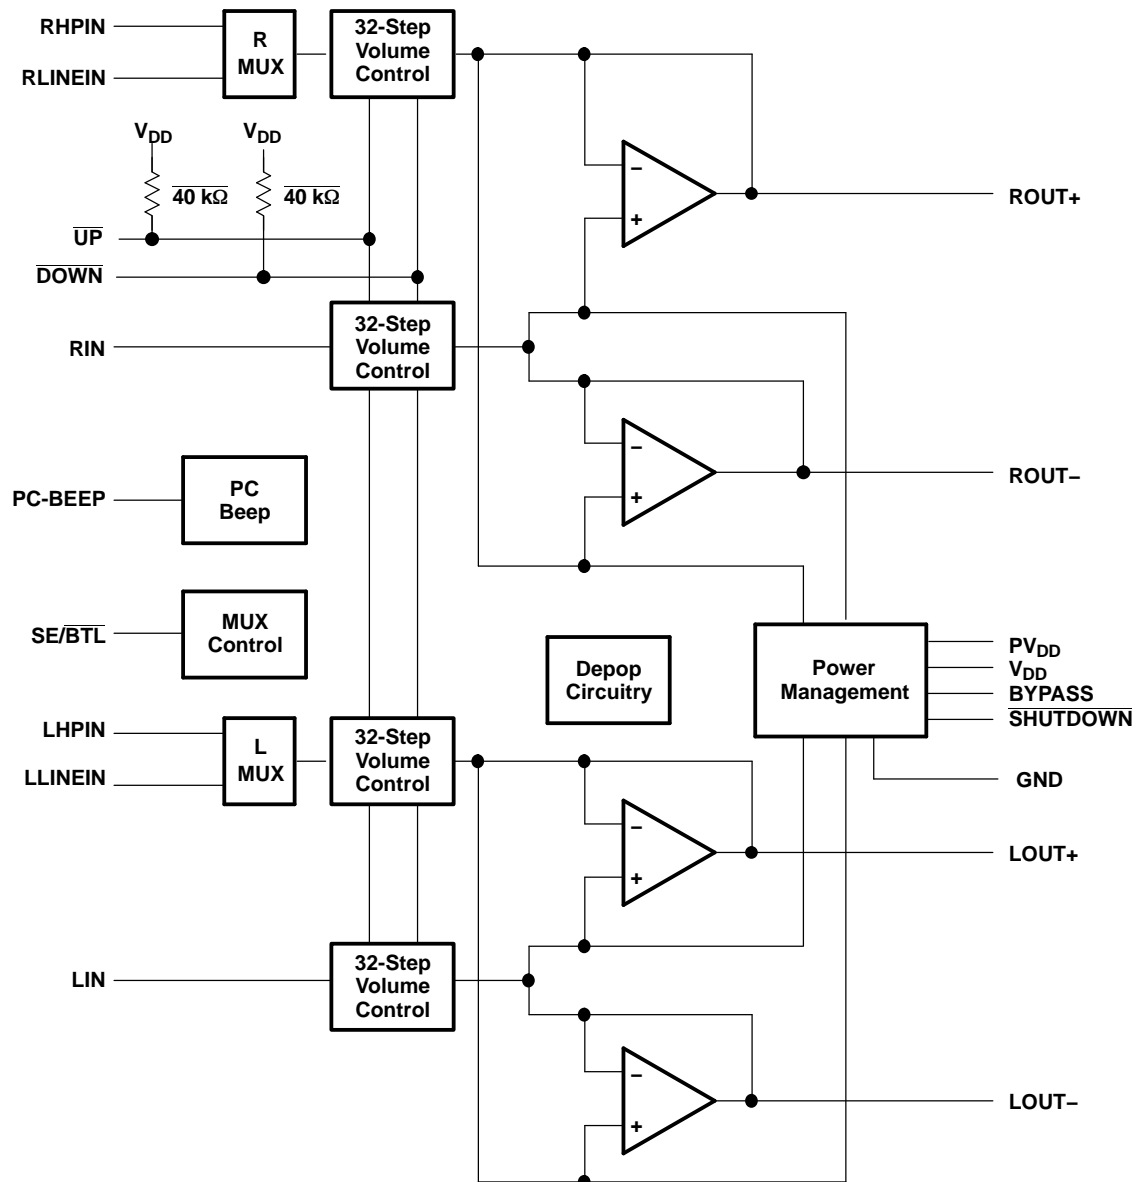 RHPIN
RLINEIN
R
MUX
32-Step
Volume
Control
VDD
VDD
40 kΩ
40 kΩ
UP
DOWN
ROUT+
RIN
32-Step
Volume
Control
−
+
−
+
ROUT−
PC-BEEP
PC
Beep
SE/BTL
MUX
Control
Depop
Circuitry
Power
Management
PVDD
VDD
BYPASS
SHUTDOWN
GND
LHPIN
LLINEIN
L
MUX
32-Step
Volume
Control
−
+
LOUT+
LIN
32-Step
Volume
Control
−
+
LOUT−